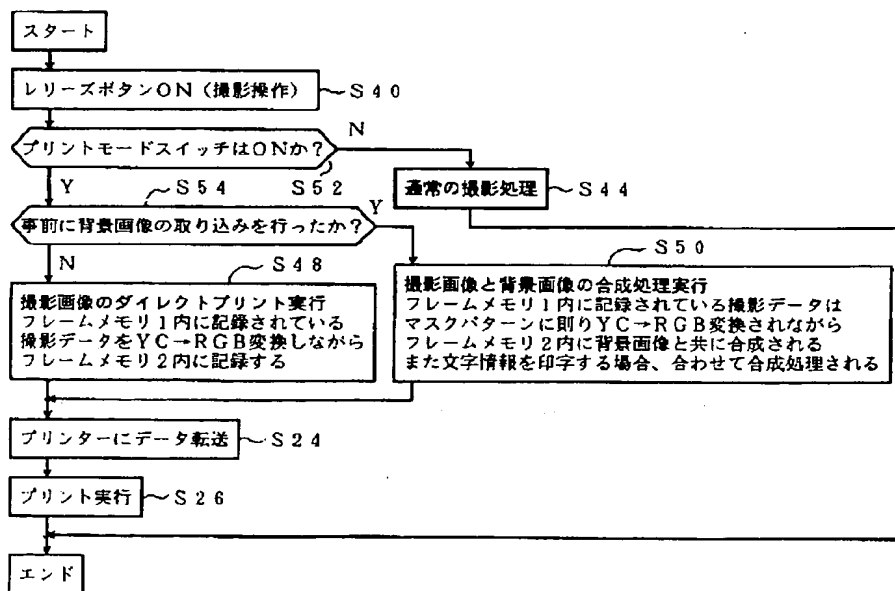 スタート
レリーズボタンON(撮影操作)
S40
プリントモードスイッチはONか?
N
S52
Y
S54
通常の撮影処理
S44
事前に背景画像の取り込みを行ったか?
Y
N
S48
撮影画像のダイレクトプリント実行
フレームメモリ1内に記録されている
撮影データをYC→RGB変換しながら
フレームメモリ2内に記録する
S50
撮影画像と背景画像の合成処理実行
フレームメモリ1内に記録されている撮影データは
マスクパターンに則りYC→RGB変換されながら
フレームメモリ2内に背景画像と共に合成される
また文字情報を印字する場合、合わせて合成処理される
プリンターにデータ転送
S24
プリント実行
S26
エンド